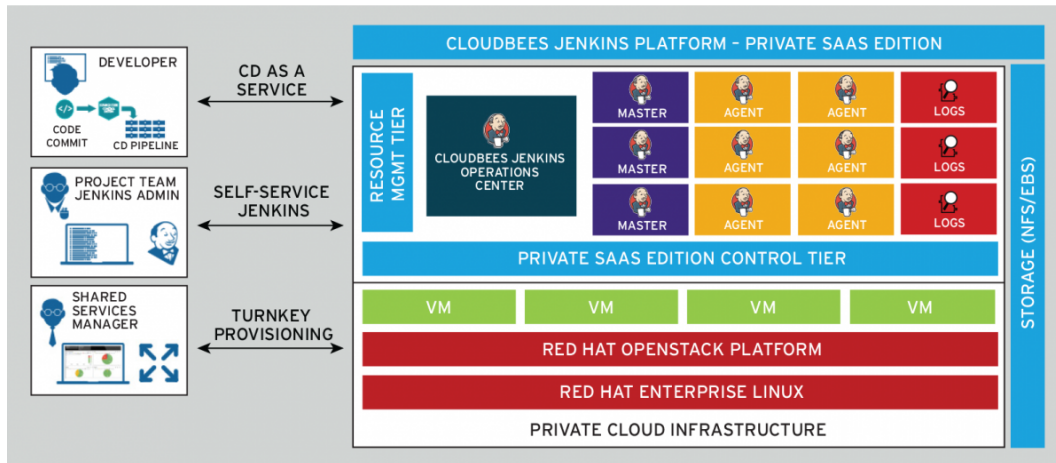 CLOUDBEES JENKINS PLATFORM – PRIVATE SAAS EDITION
DEVELOPER
CODE
COMMIT
CD PIPELINE
CD AS A
SERVICE
PROJECT TEAM
JENKINS ADMIN
SELF-SERVICE
JENKINS
SHARED
SERVICES
MANAGER
TURNKEY
PROVISIONING
RESOURCE
MGMT TIER
CLOUDBEES JENKINS
OPERATIONS
CENTER
MASTER
AGENT
AGENT
LOGS
MASTER
AGENT
AGENT
LOGS
MASTER
AGENT
AGENT
LOGS
PRIVATE SAAS EDITION CONTROL TIER
VM
VM
VM
VM
RED HAT OPENSTACK PLATFORM
RED HAT ENTERPRISE LINUX
PRIVATE CLOUD INFRASTRUCTURE
STORAGE (NFS/EBS)